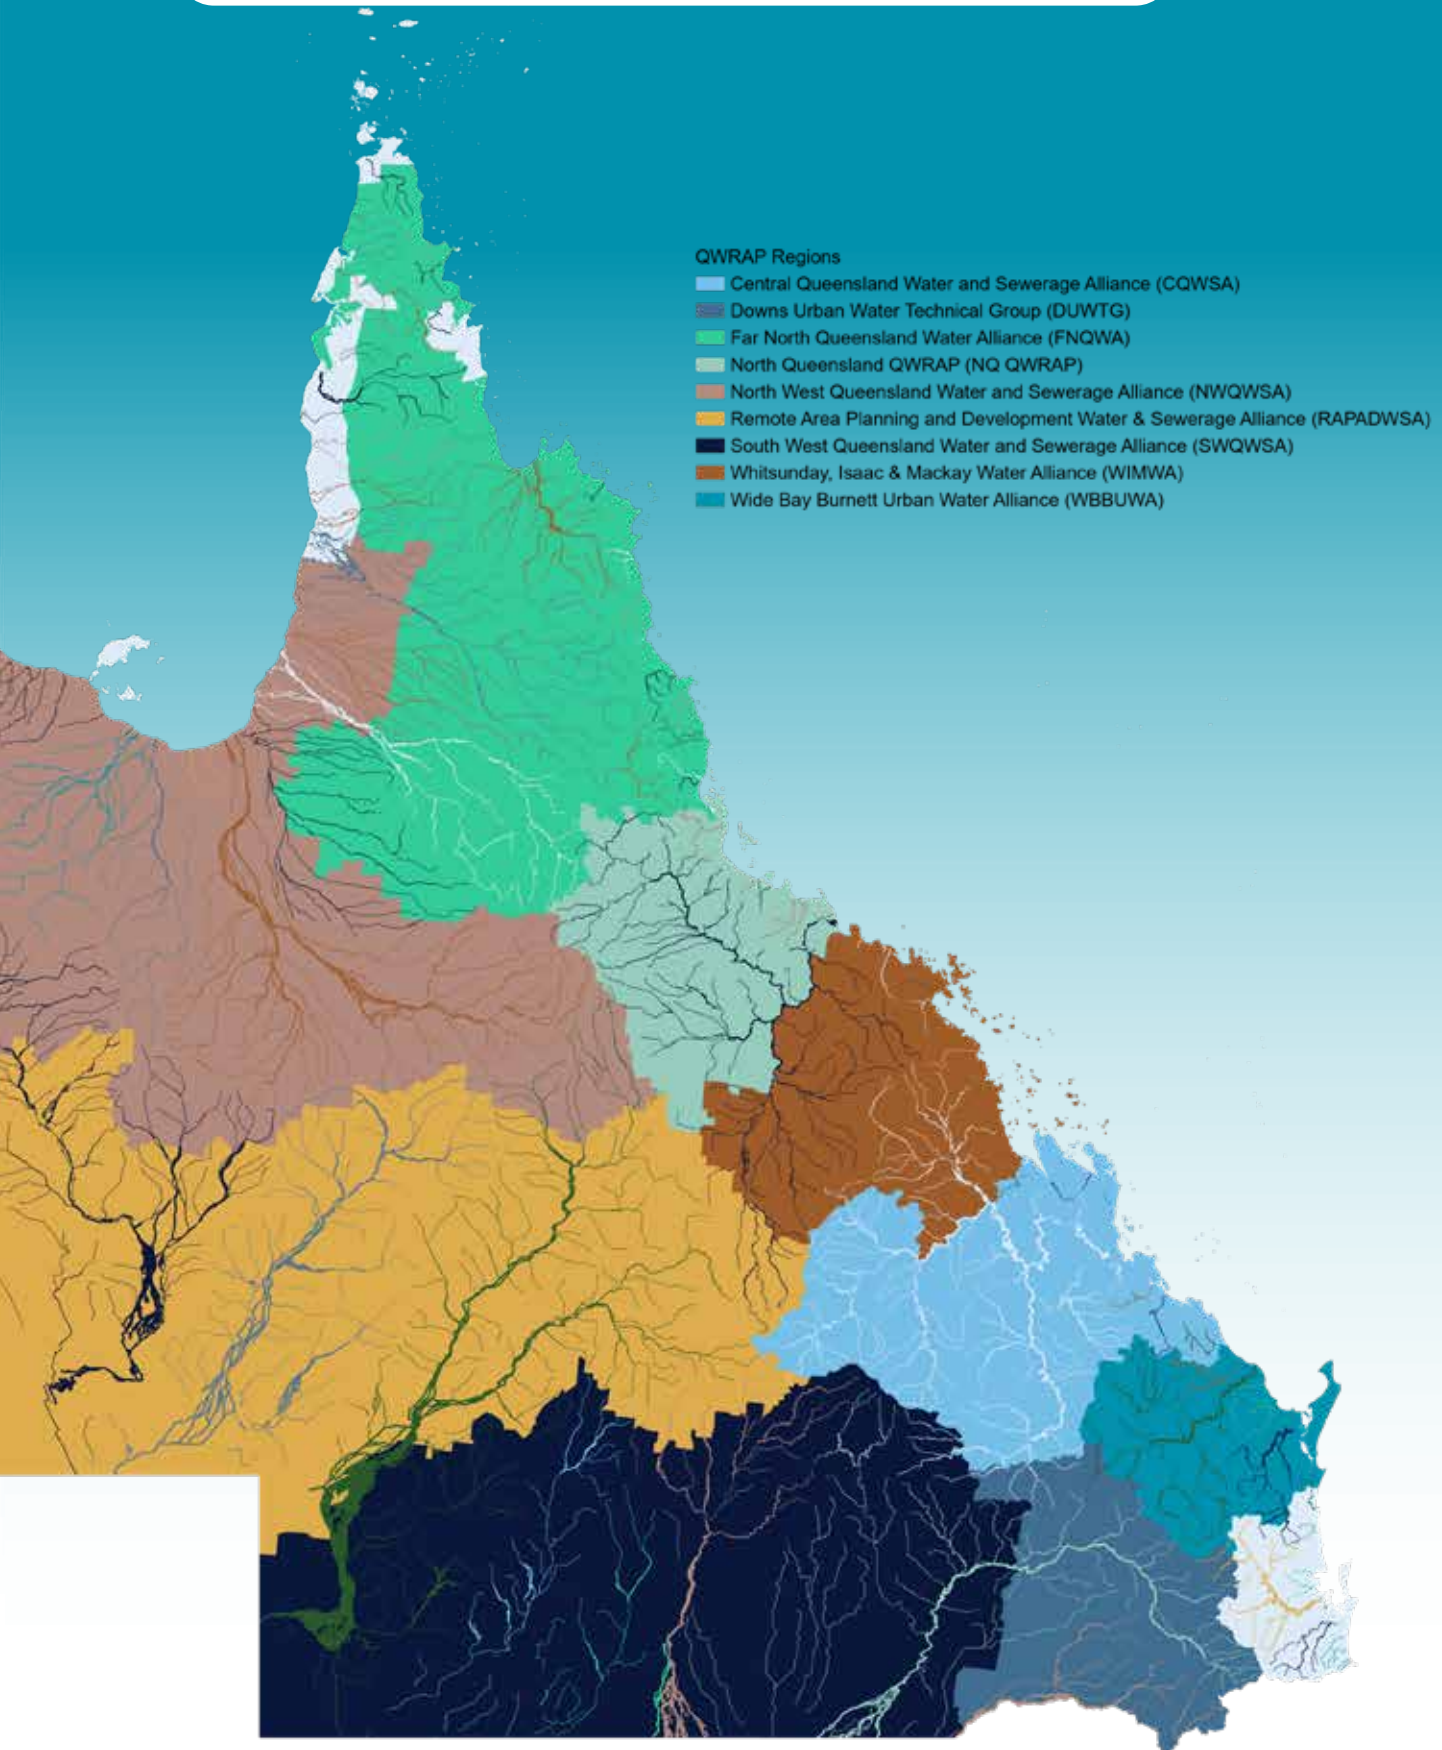 QWRAP Regions
Central Queensland Water and Sewerage Alliance (CQWSA)
Downs Urban Water Technical Group (DUWTG)
Far North Queensland Water Alliance (FNQWA)
North Queensland QWRAP (NQ QWRAP)
North West Queensland Water and Sewerage Alliance (NWQWSA)
Remote Area Planning and Development Water & Sewerage Alliance (RAPADWSA)
South West Queensland Water and Sewerage Alliance (SWQWSA)
Whitsunday, Isaac & Mackay Water Alliance (WIMWA)
Wide Bay Burnett Urban Water Alliance (WBBUWA)